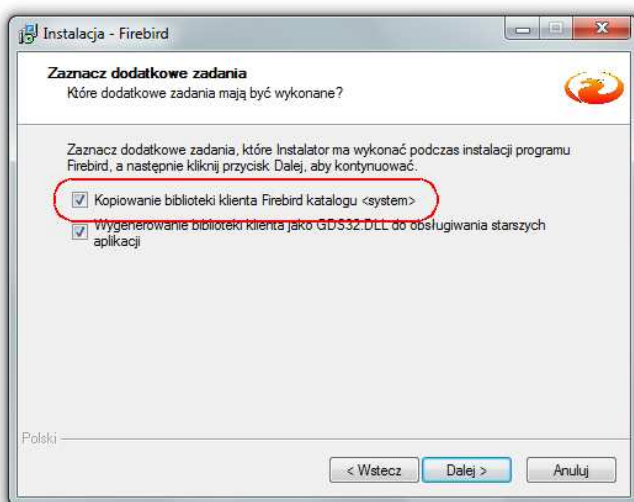 Instalacja - Firebird
Zaznacz dodatkowe zadania
Które dodatkowe zadania mają być wykonane?
Zaznacz dodatkowe zadania, które Instalator ma wykonać podczas instalacji programu
Firebird, a następnie kliknij przycisk Dalej, aby kontynuować.
Kopiowanie biblioteki klienta Firebird katalogu <system>
Wygenerowanie biblioteki klienta jako GDS32.DLL do obsługiwania starszych
aplikacji
Polski
< Wstecz
Dalej >
Anuluj